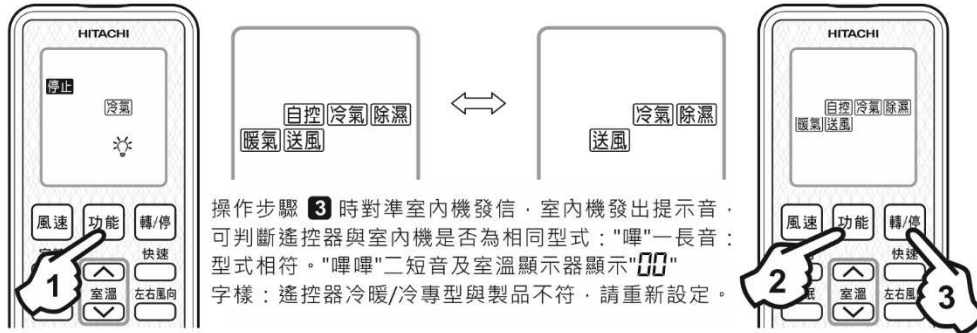 HITACHI
停止
冷氣
風速 功能 轉/停
快速
室溫 左右風向
1
自控 冷氣 除濕
暖氣 送風
冷氣 除濕
送風
操作步驟 3 時對準室內機發信，室內機發出提示音，
可判斷遙控器與室內機是否為相同型式："嗶"一長音：
型式相符。"嗶嗶"二短音及室溫顯示器顯示"00"
字樣：遙控器冷暖/冷專型與製品不符，請重新設定。
HITACHI
自控 冷氣 除濕
暖氣 送風
風速 功能 轉/停
快速
室溫 左右風
2
3